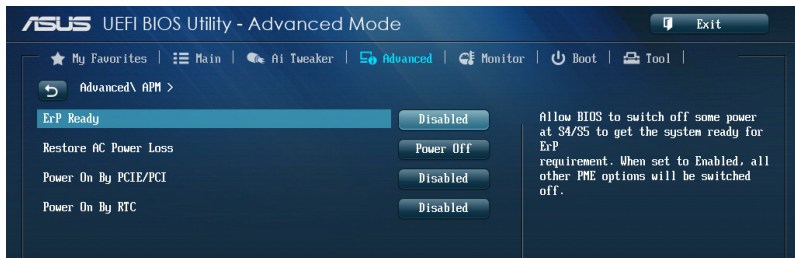 ASUS UEFI BIOS Utility - Advanced Mode
Exit
My Favorites | Main | Ai Tweaker | Advanced | Monitor | Boot | Tool |
Advanced\ APM >
ErP Ready Disabled
Restore AC Power Loss Power Off
Power On By PCIE/PCI Disabled
Power On By RTC Disabled
Allow BIOS to switch off some power
at S4/S5 to get the system ready for
ErP
requirement. When set to Enabled, all
other PME options will be switched
off.